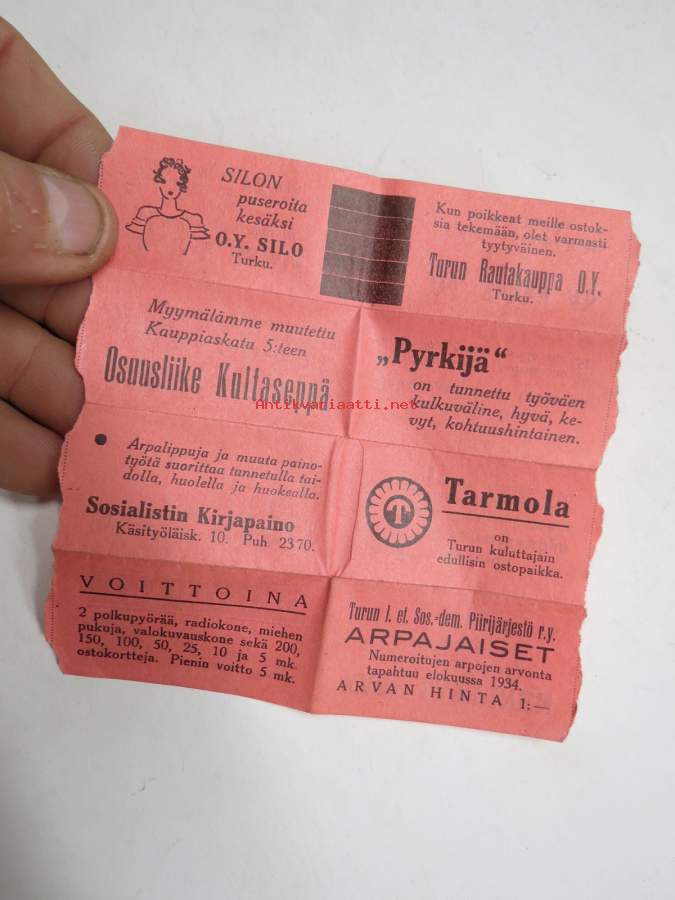 SILON
puseroita
kesäksi
O.Y. SILO
Turku.
Kun poikkeat meille ostok-
sia tekemään, olet varmasti
tyytyväinen.
Turun Rautakauppa O.Y.
Turku.
Myymälämme muutettu
Kauppiaskatu 5:teen
Osuusliike Kultaseppä.
„Pyrkijä“
on tunnettu työväen
kulkuväline, hyvä, ke-
vyt, kohtuushintainen.
Antikvariaatti.net
Arpalippuja ja muuta paino-
työtä suorittaa tunnetulla tai-
dolla, huolella ja huokealla.
Sosialistin Kirjapaino
Käsityöläisk. 10. Puh. 2370.
T
Tarmola
on
Turun kuluttajain
edullisin ostopaikka.
VOITTOINA
2 polkupyörää, radiokone, miehen
pukuja, valokuvauskone sekä 200,
150, 100, 50, 25, 10 ja 5 mk.
ostokortteja. Pienin voitto 5 mk.
Turun l. et. Sos.-dem. Piirijärjestö r.y.
ARPAJAISET
Numeroitujen arpojen arvonta
tapahtuu elokuussa 1934.
ARVAN HINTA 1:—